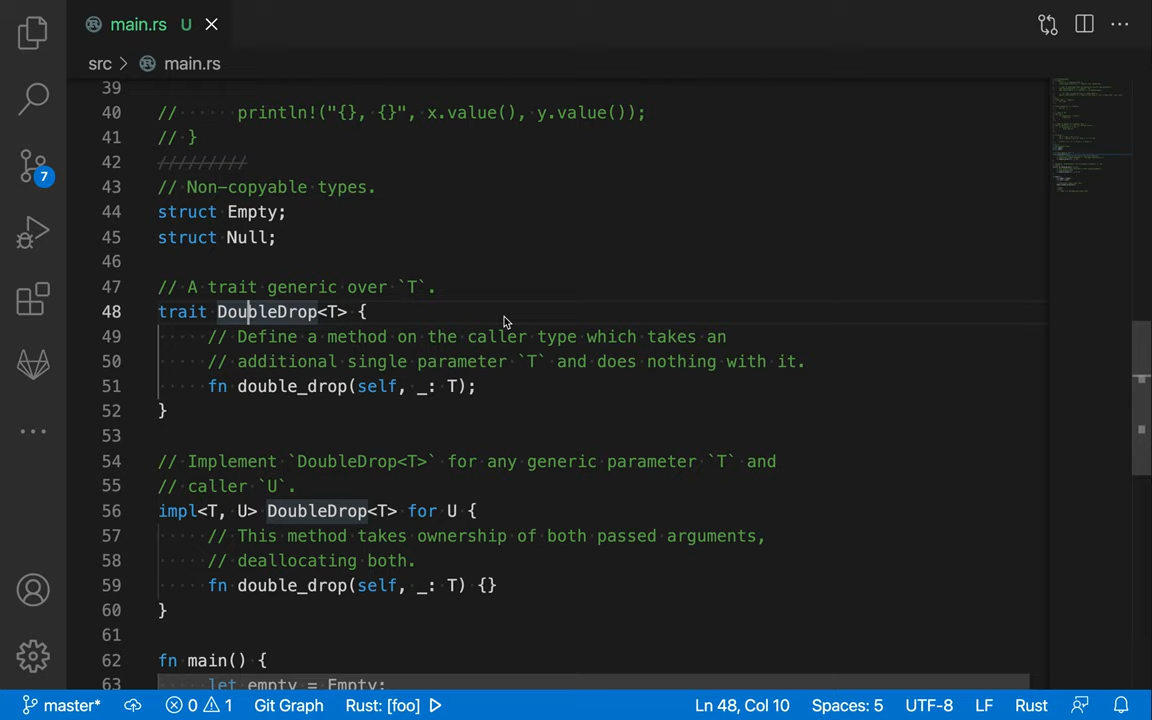 main.rs U
src > main.rs
39
40 // println!("{}, {}", x.value(), y.value());
41 // }
42 /////////
43 // Non-copyable types.
44 struct Empty;
45 struct Null;
46
47 // A trait generic over `T`.
48 trait DoubleDrop<T> {
49 // Define a method on the caller type which takes an
50 // additional single parameter `T` and does nothing with it.
51 fn double_drop(self, _: T);
52 }
53
54 // Implement `DoubleDrop<T>` for any generic parameter `T` and
55 // caller `U`.
56 impl<T, U> DoubleDrop<T> for U {
57 // This method takes ownership of both passed arguments,
58 // deallocating both.
59 fn double_drop(self, _: T) {}
60 }
61
62 fn main() {
63 let empty = Empty;
7
master* 0 1 Git Graph Rust: [foo] Ln 48, Col 10 Spaces: 5 UTF-8 LF Rust